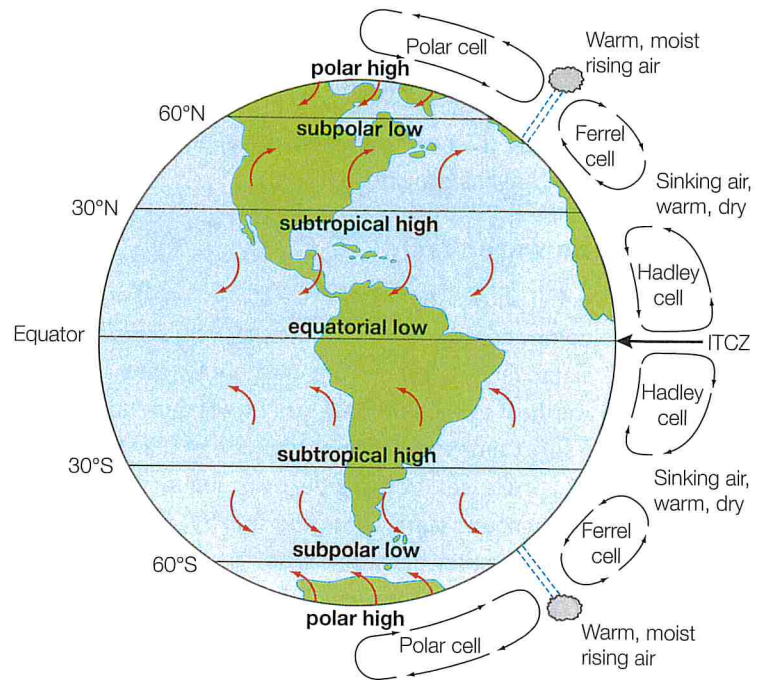 Polar cell
Warm, moist
rising air
polar high
60°N
subpolar low
Ferrel
cell
Sinking air,
warm, dry
30°N
subtropical high
Hadley
cell
Equator
equatorial low
ITCZ
Hadley
cell
30°S
subtropical high
Sinking air,
warm, dry
Ferrel
cell
subpolar low
60°S
polar high
Polar cell
Warm, moist
rising air